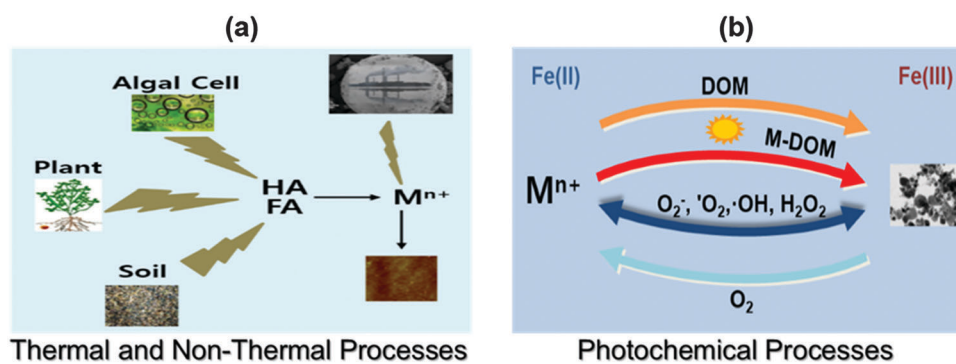 (a)
Algal Cell
Plant
HA
FA
Mⁿ⁺
Soil
Thermal and Non-Thermal Processes
(b)
Fe(II)
Fe(III)
DOM
M-DOM
Mⁿ⁺
O₂⁻, 'O₂,·OH, H₂O₂
O₂
Photochemical Processes